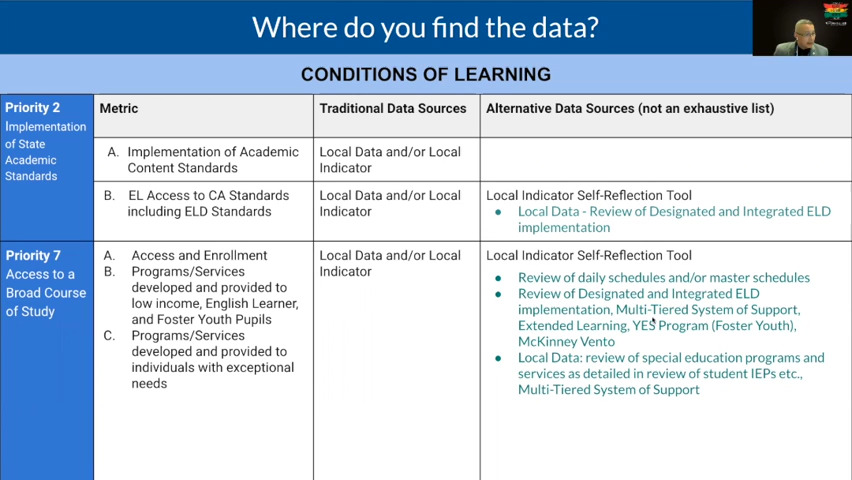 Where do you find the data?
CONDITIONS OF LEARNING
Priority 2
Implementation
of State
Academic
Standards
Metric
Traditional Data Sources
Alternative Data Sources (not an exhaustive list)
A. Implementation of Academic
Content Standards
Local Data and/or Local
Indicator
B. EL Access to CA Standards
including ELD Standards
Local Data and/or Local
Indicator
Local Indicator Self-Reflection Tool
● Local Data - Review of Designated and Integrated ELD
implementation
Priority 7
Access to a
Broad Course
of Study
A. Access and Enrollment
B. Programs/Services
developed and provided to
low income, English Learner,
and Foster Youth Pupils
C. Programs/Services
developed and provided to
individuals with exceptional
needs
Local Data and/or Local
Indicator
Local Indicator Self-Reflection Tool
● Review of daily schedules and/or master schedules
● Review of Designated and Integrated ELD
implementation, Multi-Tiered System of Support,
Extended Learning, YES Program (Foster Youth),
McKinney Vento
● Local Data: review of special education programs and
services as detailed in review of student IEPs etc.,
Multi-Tiered System of Support